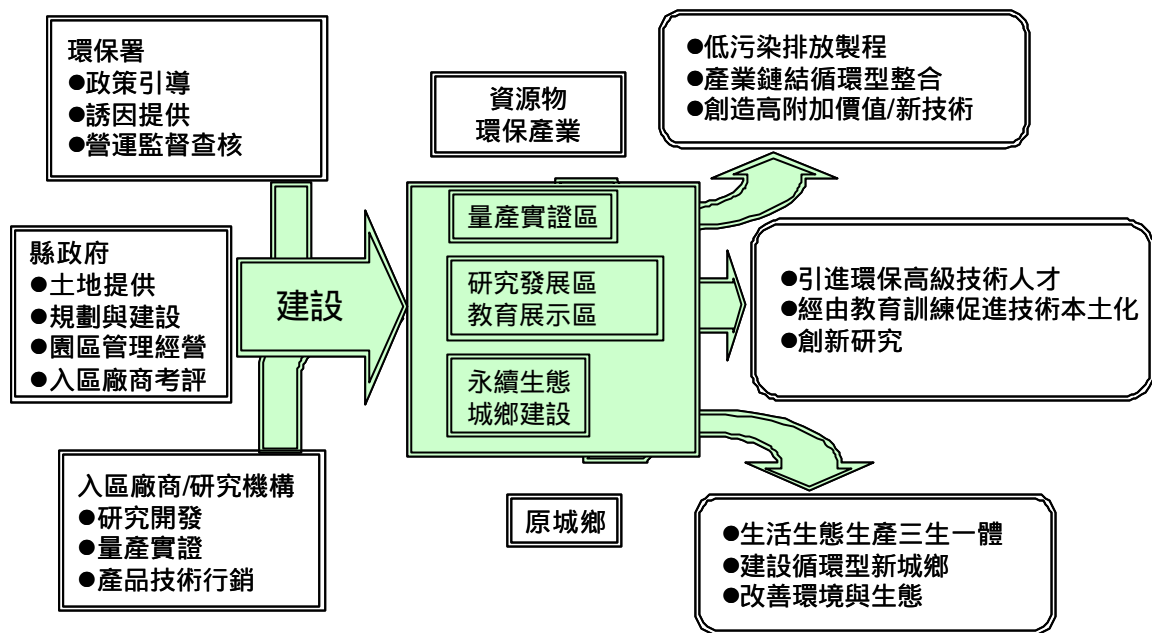 環保署
●政策引導
●誘因提供
●營運監督查核
縣政府
●土地提供
●規劃與建設
●園區管理經營
●入區廠商考評
入區廠商/研究機構
●研究開發
●量產實證
●產品技術行銷
建設
資源物
環保產業
量產實證區
研究發展區
教育展示區
永續生態
城鄉建設
原城鄉
●低污染排放製程
●產業鏈結循環型整合
●創造高附加價值/新技術
●引進環保高級技術人才
●經由教育訓練促進技術本土化
●創新研究
●生活生態生產三生一體
●建設循環型新城鄉
●改善環境與生態